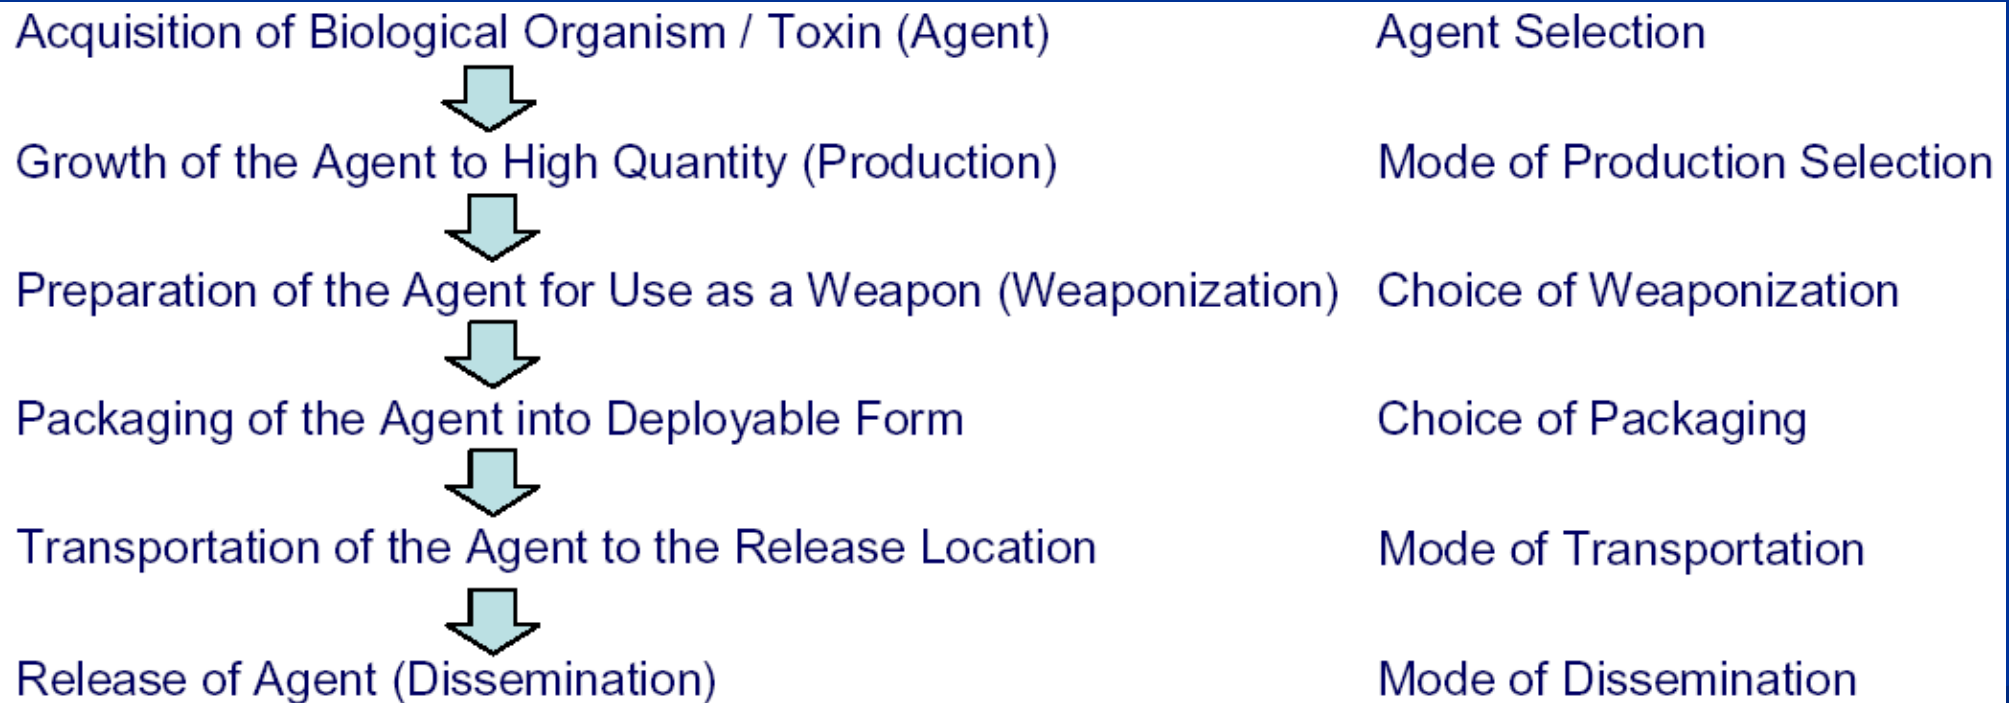 Acquisition of Biological Organism / Toxin (Agent) Agent Selection
Growth of the Agent to High Quantity (Production) Mode of Production Selection
Preparation of the Agent for Use as a Weapon (Weaponization) Choice of Weaponization
Packaging of the Agent into Deployable Form Choice of Packaging
Transportation of the Agent to the Release Location Mode of Transportation
Release of Agent (Dissemination) Mode of Dissemination